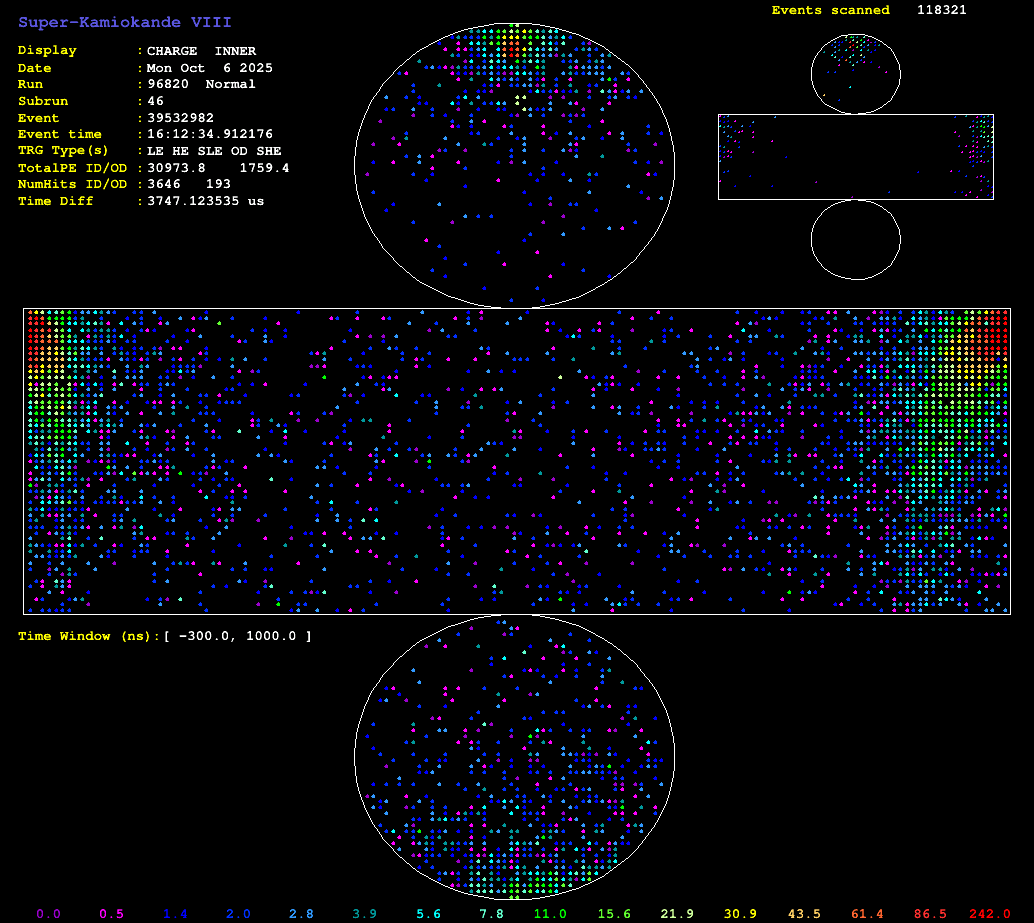 Super-Kamiokande VIII
Events scanned 118321
Display :CHARGE INNER
Date :Mon Oct 6 2025
Run :96820 Normal
Subrun :46
Event :39532982
Event time :16:12:34.912176
TRG Type(s) :LE HE SLE OD SHE
TotalPE ID/OD :30973.8 1759.4
NumHits ID/OD :3646 193
Time Diff :3747.123535 us
Time Window (ns):[ -300.0, 1000.0 ]
0.0 0.5 1.4 2.0 2.8 3.9 5.6 7.8 11.0 15.6 21.9 30.9 43.5 61.4 86.5 242.0